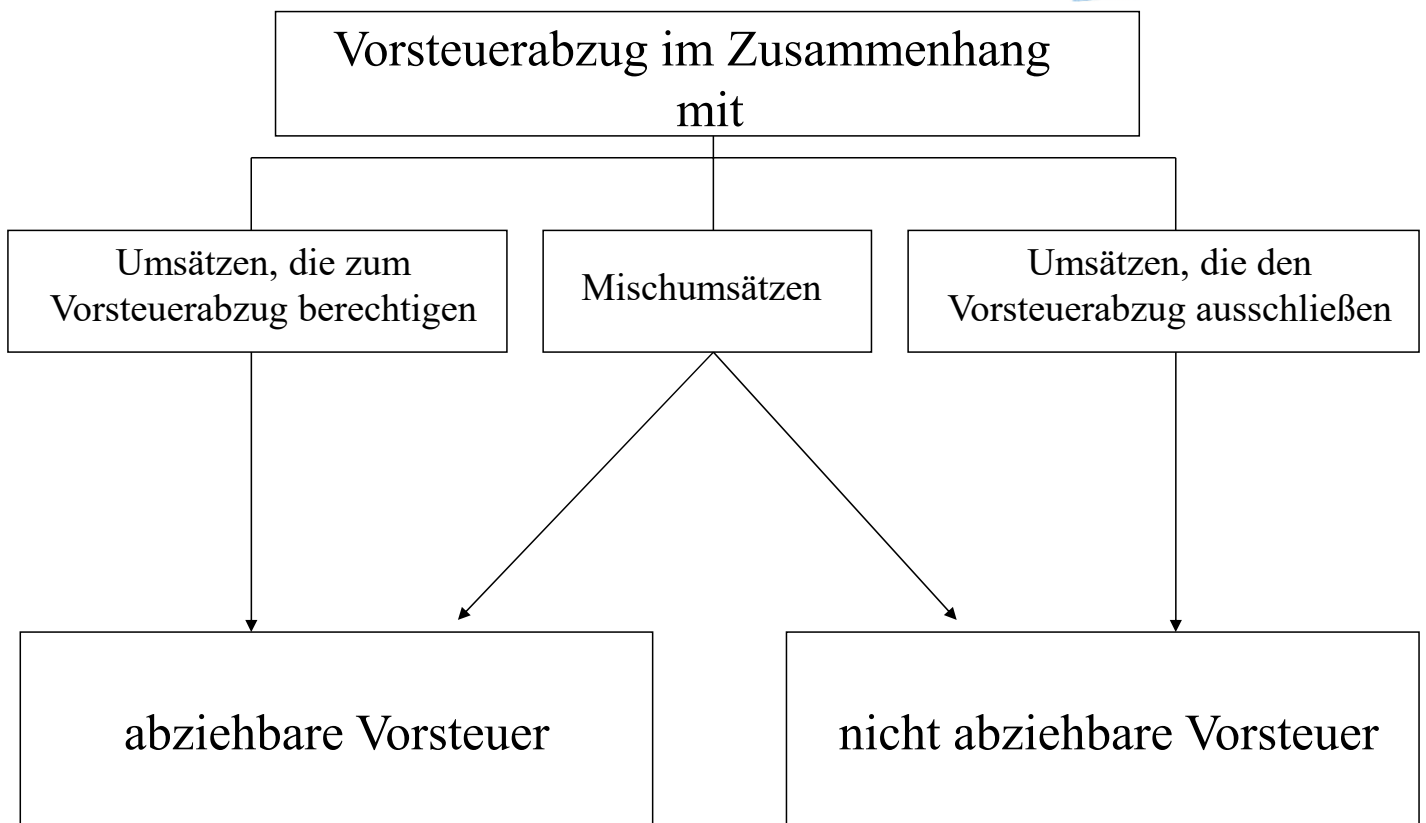 Vorsteuerabzug im Zusammenhang
mit
Umsätzen, die zum
Vorsteuerabzug berechtigen
Mischumsätzen
Umsätzen, die den
Vorsteuerabzug ausschließen
abziehbare Vorsteuer
nicht abziehbare Vorsteuer